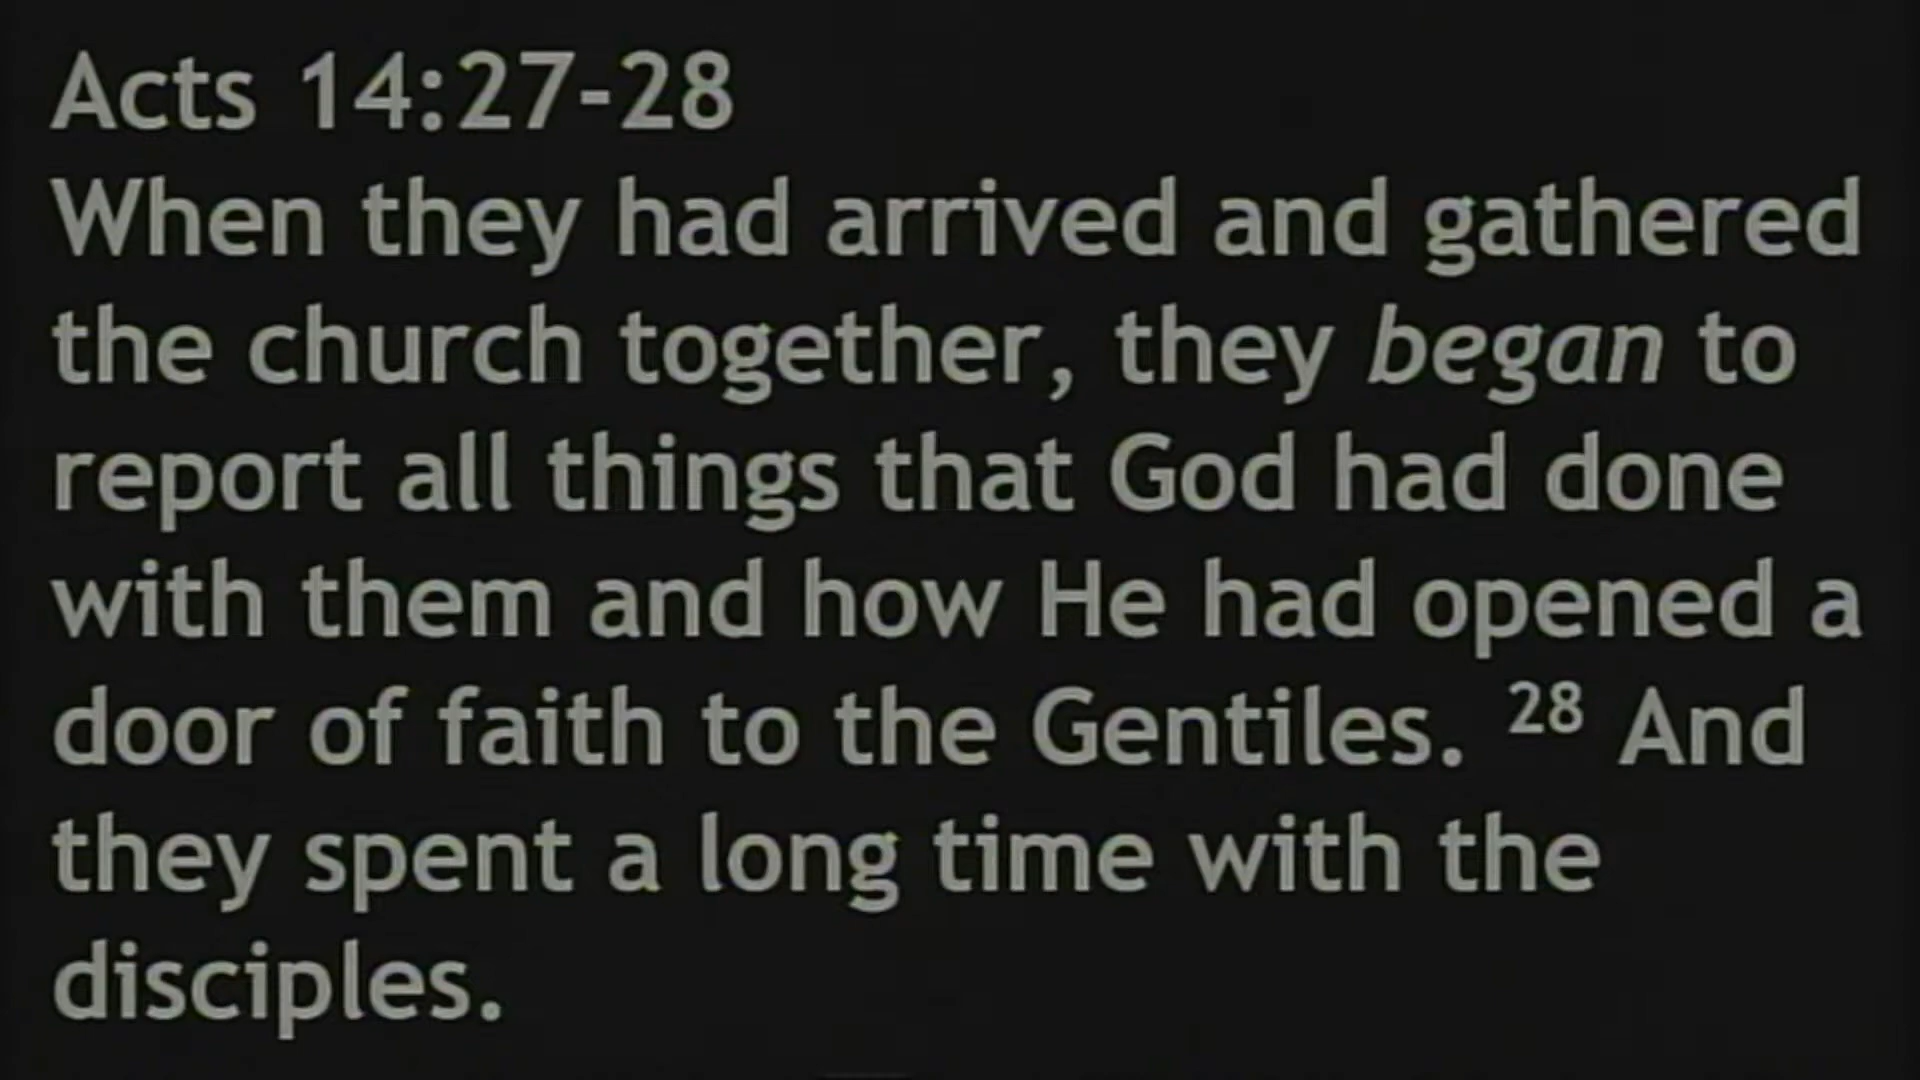 Acts 14:27-28
When they had arrived and gathered
the church together, they began to
report all things that God had done
with them and how He had opened a
door of faith to the Gentiles. 28 And
they spent a long time with the
disciples.